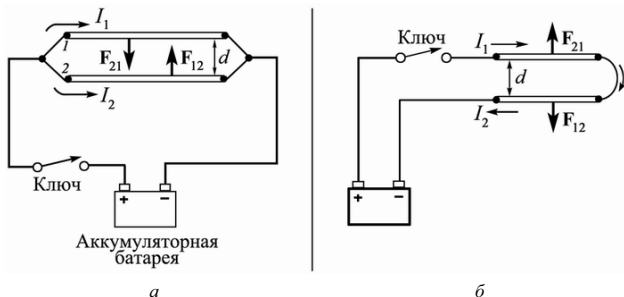 I₁
1
F₂₁
F₁₂
d
2
I₂
Ключ
+ −
Аккумуляторная
батарея
а
Ключ
I₁
F₂₁
d
I₂
F₁₂
+ −
б